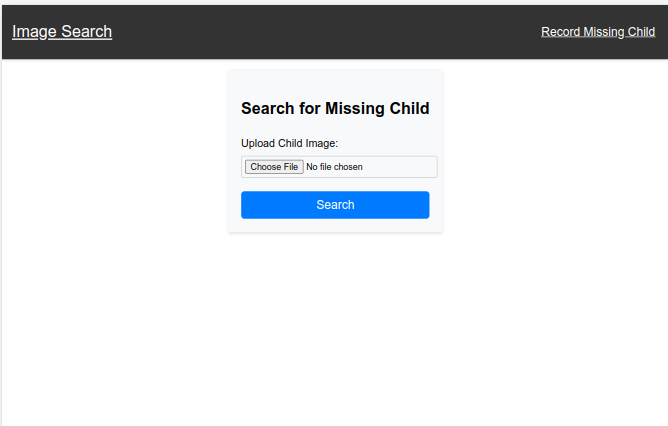 Image Search
Record Missing Child
Search for Missing Child
Upload Child Image:
Choose File No file chosen
Search